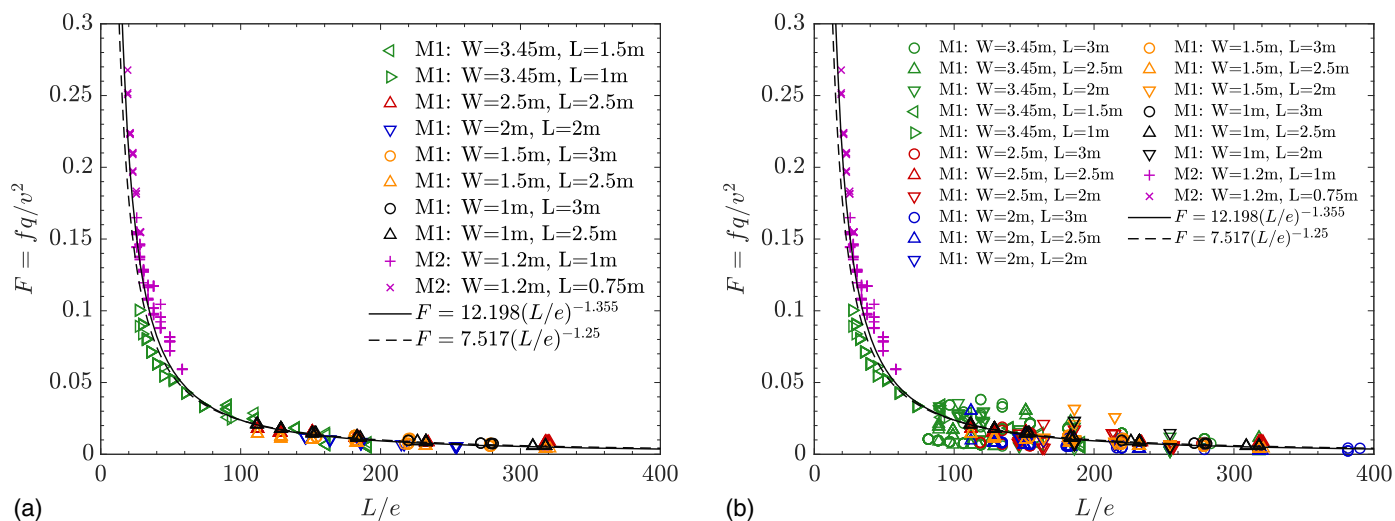 0.3
0.25
0.2
0.15
0.1
0.05
0
F = fq/v²
0
100
200
300
400
L/e
M1: W=3.45m, L=1.5m
M1: W=3.45m, L=1m
M1: W=2.5m, L=2.5m
M1: W=2m, L=2m
M1: W=1.5m, L=3m
M1: W=1.5m, L=2.5m
M1: W=1m, L=3m
M1: W=1m, L=2.5m
M2: W=1.2m, L=1m
M2: W=1.2m, L=0.75m
F = 12.198(L/e)^−1.355
F = 7.517(L/e)^−1.25
(a)
0.3
0.25
0.2
0.15
0.1
0.05
0
F = fq/v²
0
100
200
300
400
L/e
M1: W=3.45m, L=3m
M1: W=3.45m, L=2.5m
M1: W=3.45m, L=2m
M1: W=3.45m, L=1.5m
M1: W=3.45m, L=1m
M1: W=2.5m, L=3m
M1: W=2.5m, L=2.5m
M1: W=2.5m, L=2m
M1: W=2m, L=3m
M1: W=2m, L=2.5m
M1: W=2m, L=2m
M1: W=1.5m, L=3m
M1: W=1.5m, L=2.5m
M1: W=1.5m, L=2m
M1: W=1m, L=3m
M1: W=1m, L=2.5m
M1: W=1m, L=2m
M2: W=1.2m, L=1m
M2: W=1.2m, L=0.75m
F = 12.198(L/e)^−1.355
F = 7.517(L/e)^−1.25
(b)